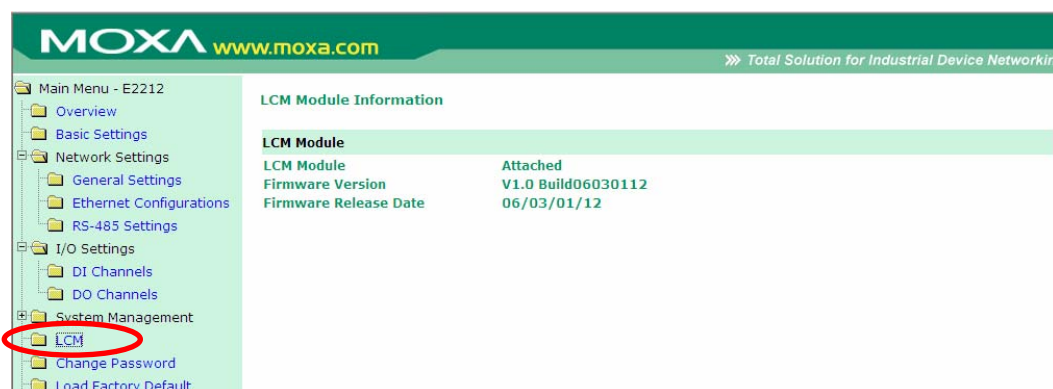 MOXA www.moxa.com
Total Solution for Industrial Device Networkin
Main Menu - E2212
Overview
Basic Settings
Network Settings
General Settings
Ethernet Configurations
RS-485 Settings
I/O Settings
DI Channels
DO Channels
System Management
LCM
Change Password
Load Factory Default
LCM Module Information
LCM Module
LCM Module Attached
Firmware Version V1.0 Build06030112
Firmware Release Date 06/03/01/12